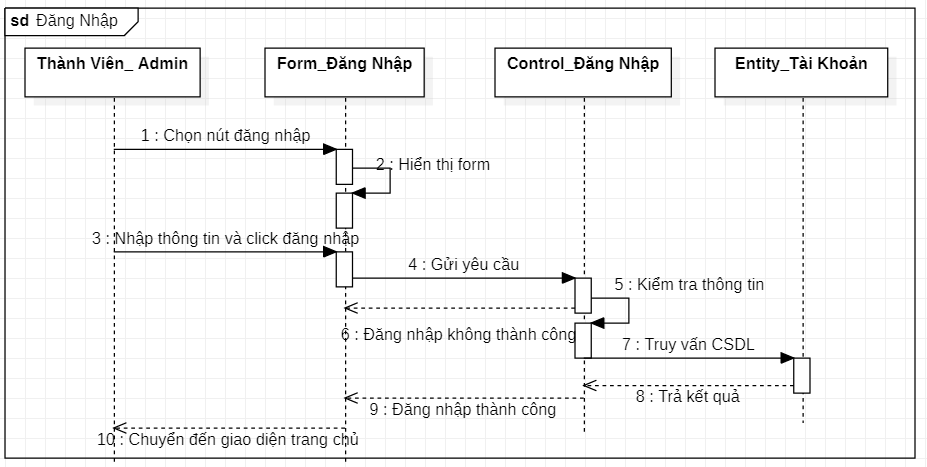 sd Đăng Nhập
Thành Viên_ Admin
Form_Đăng Nhập
Control_Đăng Nhập
Entity_Tài Khoản
1 : Chọn nút đăng nhập
2 : Hiển thị form
3 : Nhập thông tin và click đăng nhập
4 : Gửi yêu cầu
5 : Kiểm tra thông tin
6 : Đăng nhập không thành công
7 : Truy vấn CSDL
8 : Trả kết quả
9 : Đăng nhập thành công
10 : Chuyển đến giao diện trang chủ